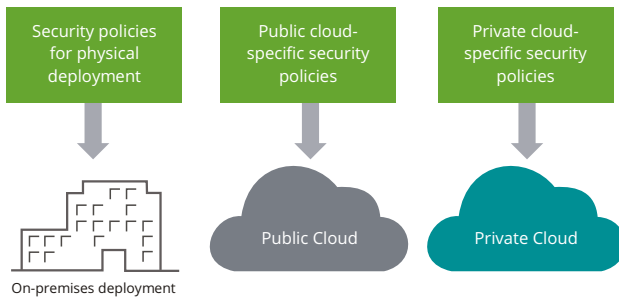 Security policies
for physical
deployment
Public cloud-
specific security
policies
Private cloud-
specific security
policies
Public Cloud
Private Cloud
On-premises deployment